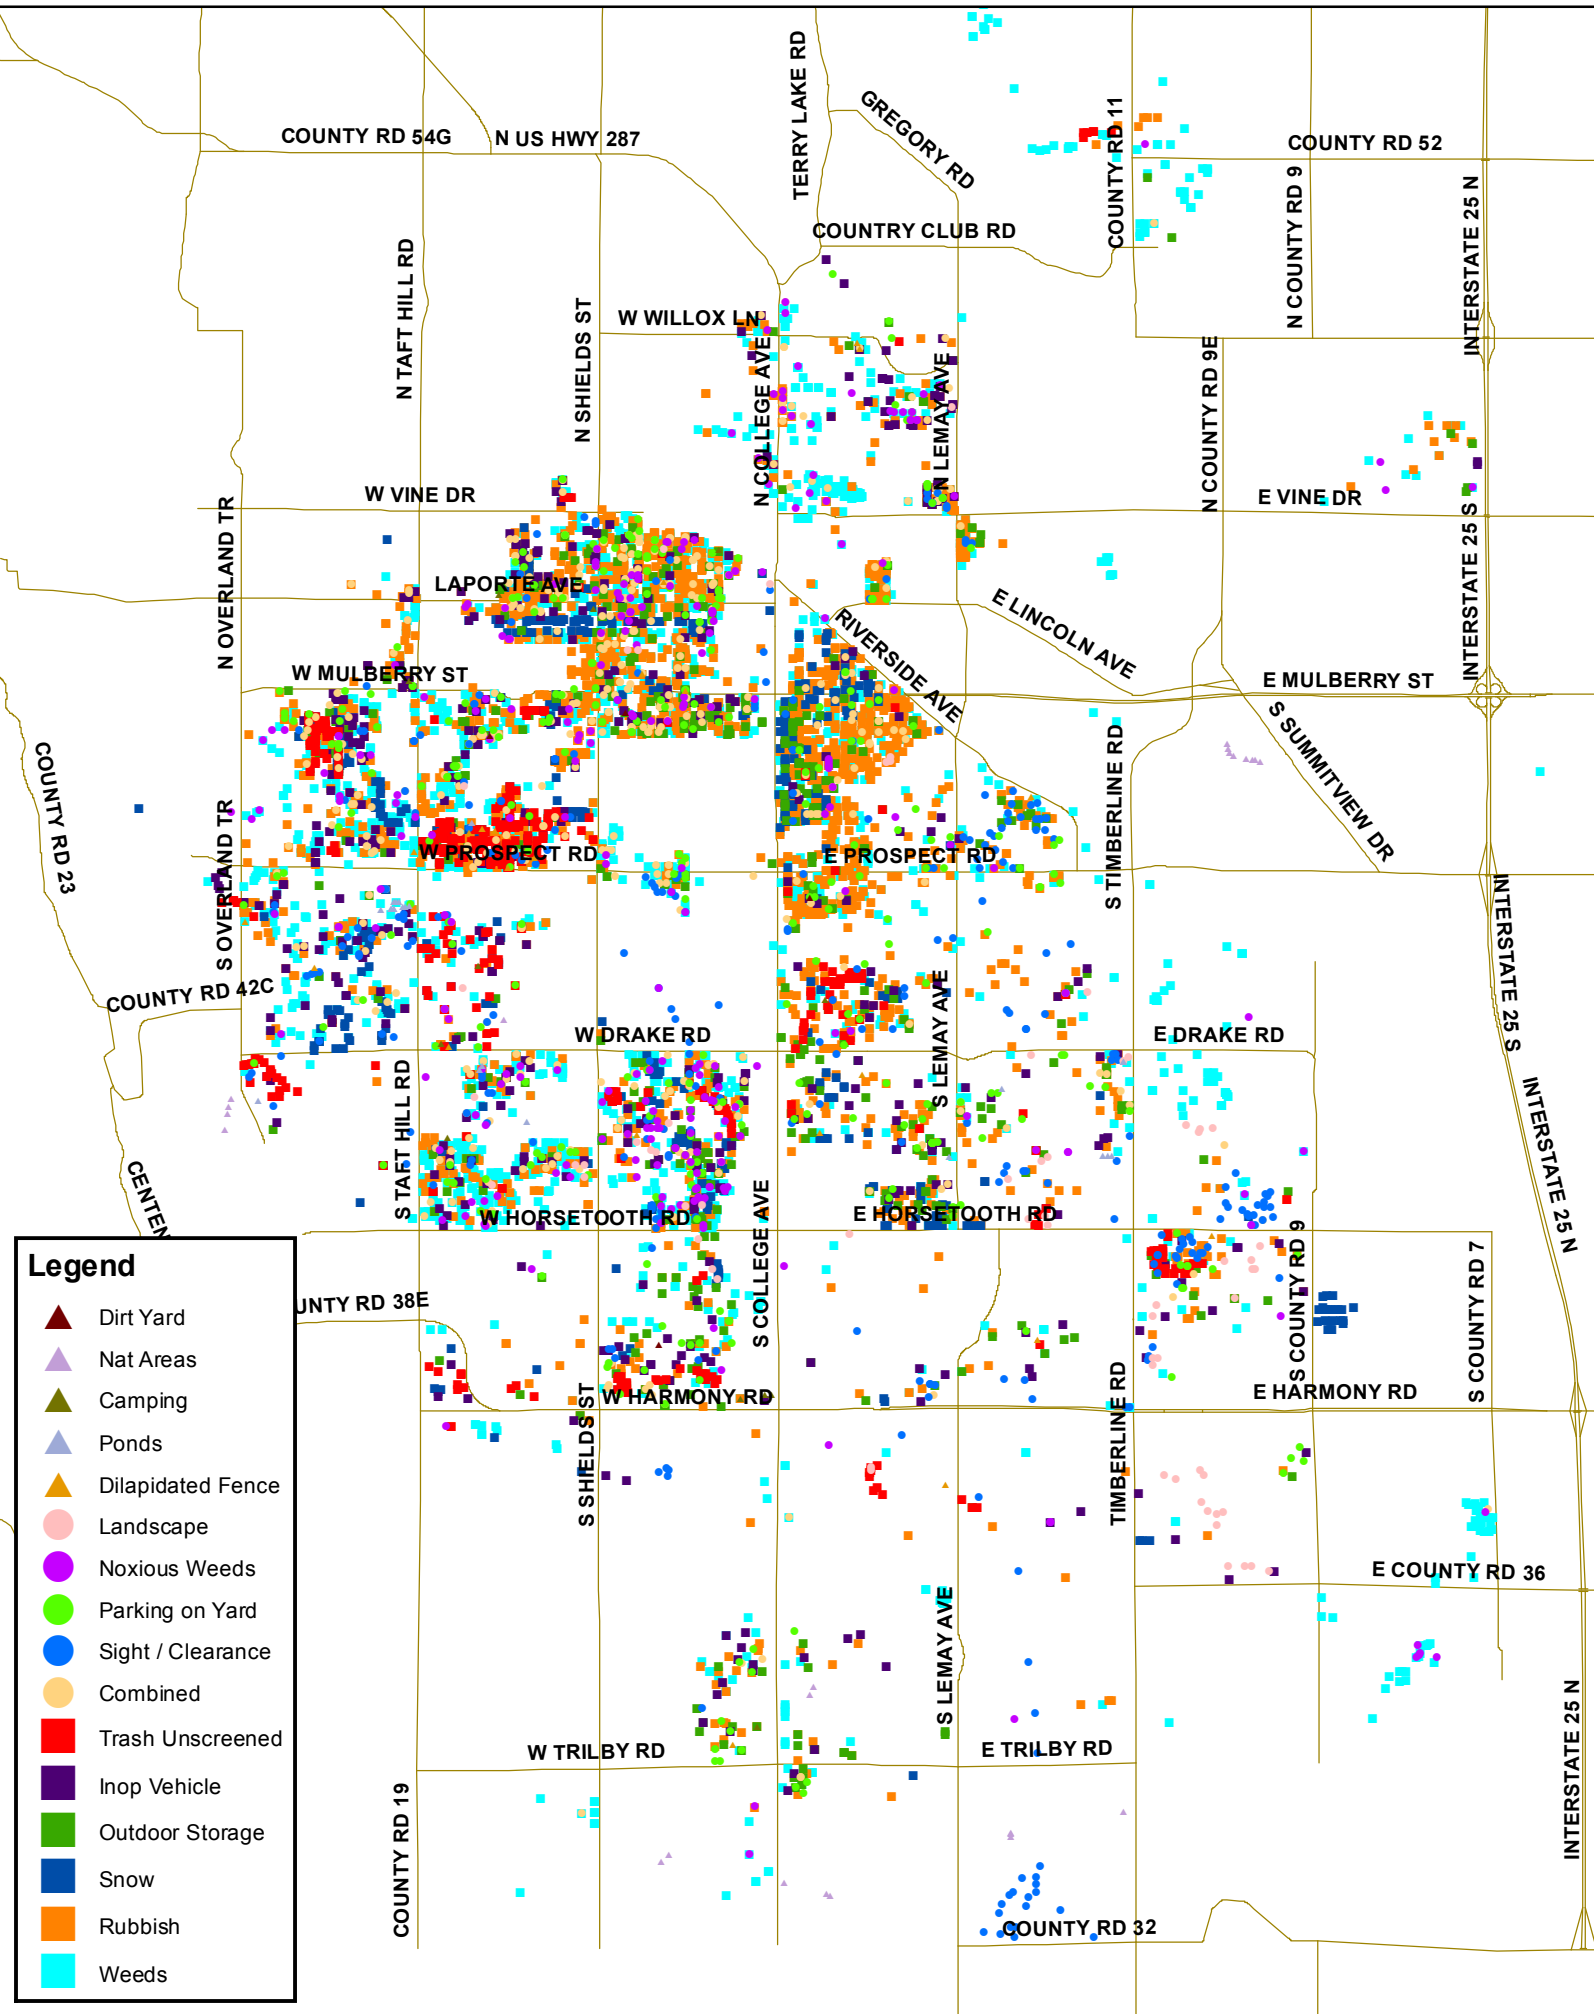 TERRY LAKE RD
GREGORY RD
COUNTY RD 11
COUNTY RD 54G
N US HWY 287
COUNTY RD 52
N COUNTY RD 9
INTERSTATE 25 N
COUNTRY CLUB RD
N TAFT HILL RD
N SHIELDS ST
W WILLOX LN
N COLLEGE AVE
N LEMAY AVE
N COUNTY RD 9E
W VINE DR
E VINE DR
N OVERLAND TR
INTERSTATE 25 S
LAPORTE AVE
E LINCOLN AVE
RIVERSIDE AVE
W MULBERRY ST
E MULBERRY ST
S SUMMITVIEW DR
COUNTY RD 23
S TIMBERLINE RD
S OVERLAND TR
W PROSPECT RD
E PROSPECT RD
INTERSTATE 25 S
COUNTY RD 42C
S LEMAY AVE
W DRAKE RD
E DRAKE RD
S TAFT HILL RD
INTERSTATE 25 N
CENTEN
S COLLEGE AVE
W HORSETOOTH RD
E HORSETOOTH RD
S COUNTY RD 9
S COUNTY RD 7
UNTY RD 38E
TIMBERLINE RD
W HARMONY RD
E HARMONY RD
S SHIELDS ST
E COUNTY RD 36
S LEMAY AVE
INTERSTATE 25 N
W TRILBY RD
E TRILBY RD
COUNTY RD 19
COUNTY RD 32
Legend
Dirt Yard
Nat Areas
Camping
Ponds
Dilapidated Fence
Landscape
Noxious Weeds
Parking on Yard
Sight / Clearance
Combined
Trash Unscreened
Inop Vehicle
Outdoor Storage
Snow
Rubbish
Weeds